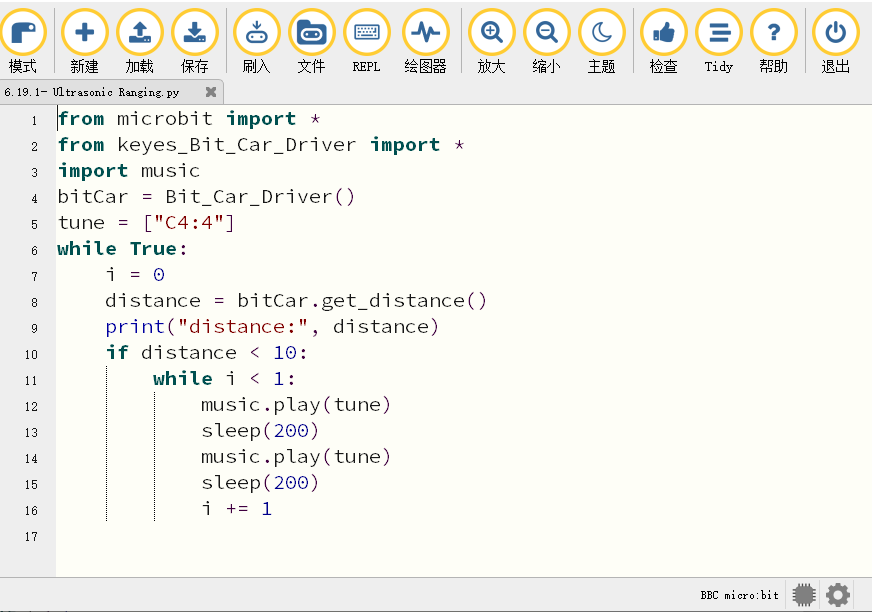 模式 新建 加载 保存 刷入 文件 REPL 绘图器 放大 缩小 主题 检查 Tidy 帮助 退出
6.19.1- Ultrasonic Ranging.py
1 from microbit import *
2 from keyes_Bit_Car_Driver import *
3 import music
4 bitCar = Bit_Car_Driver()
5 tune = ["C4:4"]
6 while True:
7     i = 0
8     distance = bitCar.get_distance()
9     print("distance:", distance)
10     if distance < 10:
11         while i < 1:
12             music.play(tune)
13             sleep(200)
14             music.play(tune)
15             sleep(200)
16             i += 1
17
BBC micro:bit